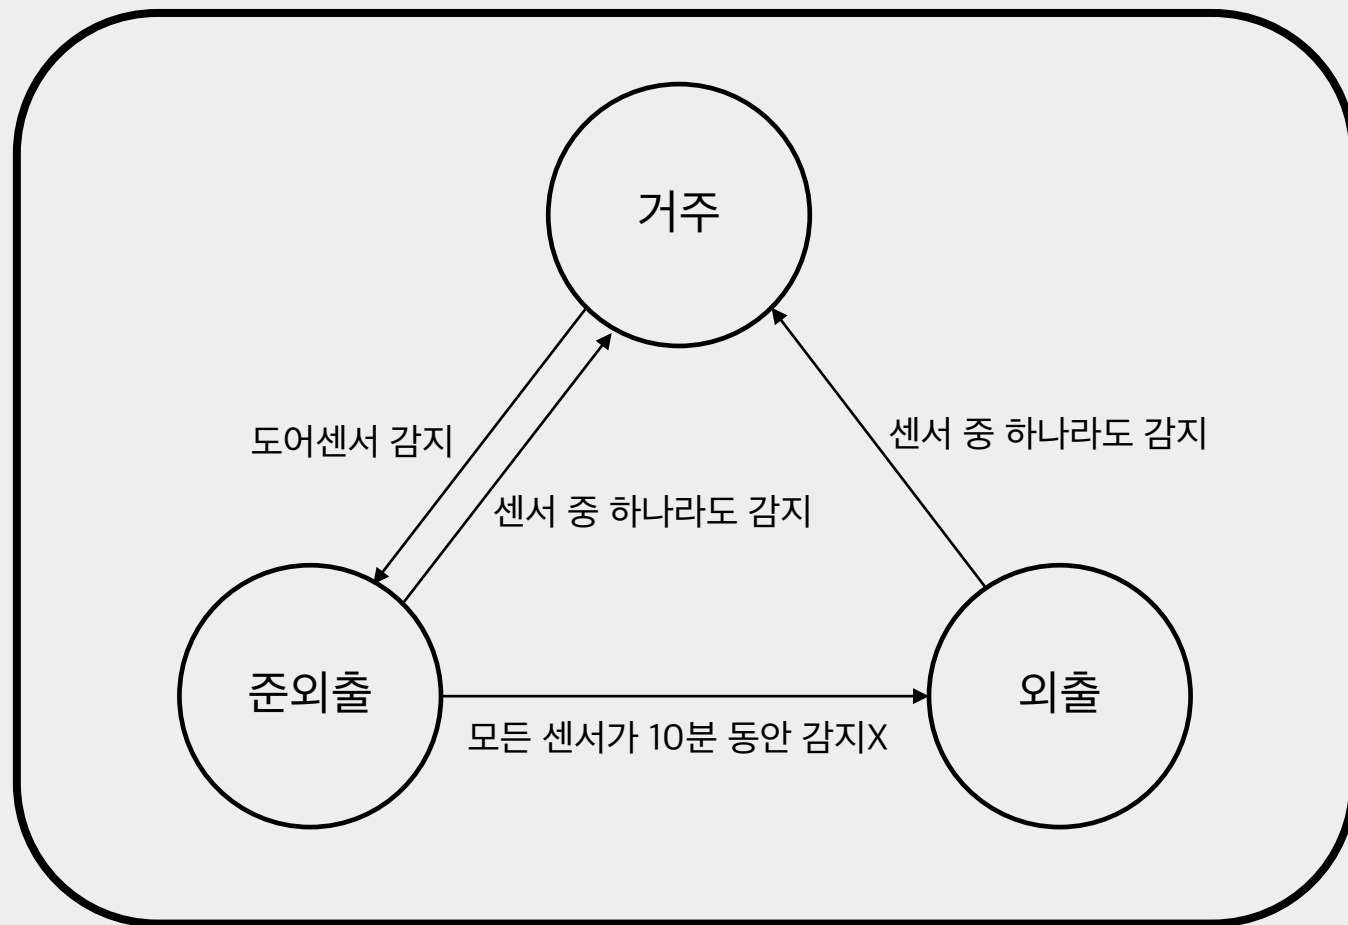 거주
도어센서 감지
센서 중 하나라도 감지
센서 중 하나라도 감지
준외출
외출
모든 센서가 10분 동안 감지X